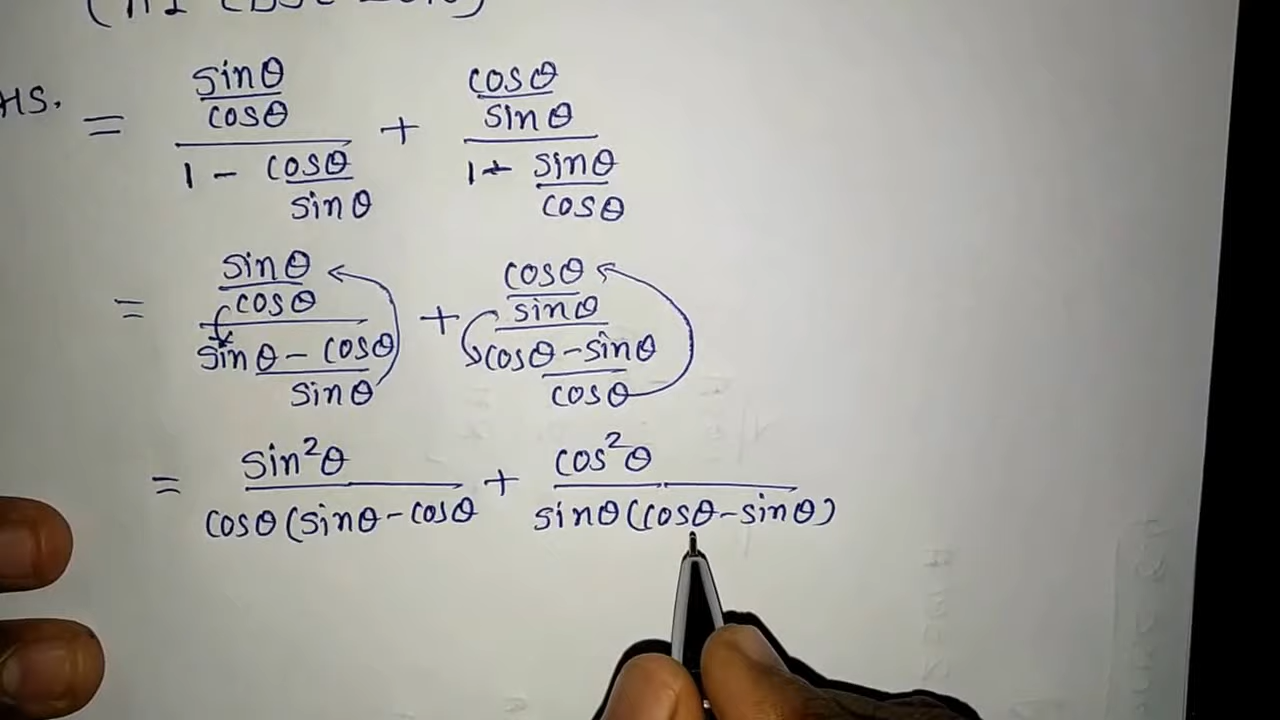 HS. = sinθ/cosθ / 1 - cosθ/sinθ + cosθ/sinθ / 1 - sinθ/cosθ
= sinθ/cosθ / sinθ - cosθ/sinθ + cosθ/sinθ / cosθ - sinθ/cosθ
= sin²θ / cosθ(sinθ - cosθ + cos²θ / sinθ(cosθ - sinθ)